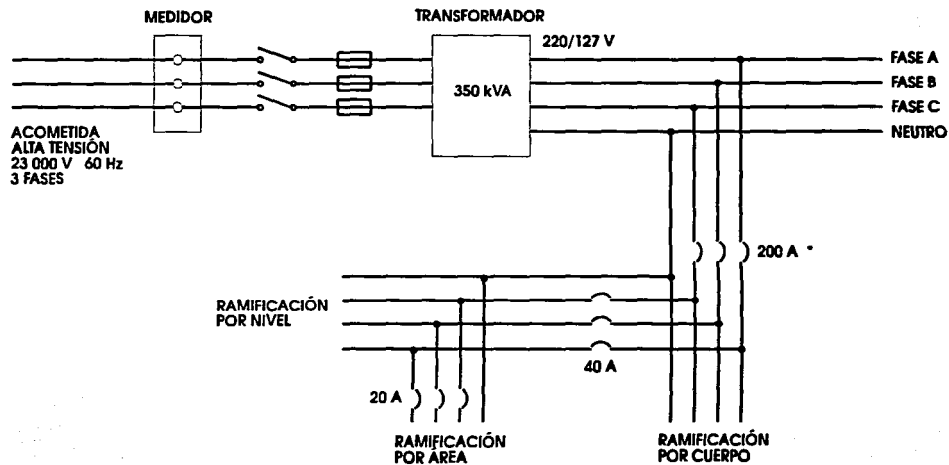 MEDIDOR
TRANSFORMADOR
220/127 V
350 kVA
FASE A
FASE B
FASE C
NEUTRO
ACOMETIDA
ALTA TENSIÓN
23 000 V 60 Hz
3 FASES
200 A *
RAMIFICACIÓN
POR NIVEL
40 A
20 A
RAMIFICACIÓN
POR ÁREA
RAMIFICACIÓN
POR CUERPO